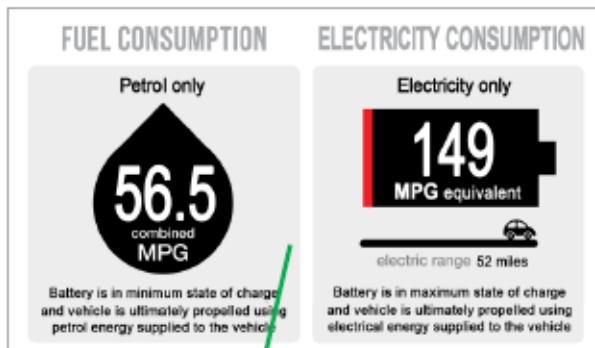 FUEL CONSUMPTION
Petrol only
56.5
combined
MPG
Battery is in minimum state of charge
and vehicle is ultimately propelled using
petrol energy supplied to the vehicle
ELECTRICITY CONSUMPTION
Electricity only
149
MPG equivalent
electric range 52 miles
Battery is in maximum state of charge
and vehicle is ultimately propelled using
electrical energy supplied to the vehicle